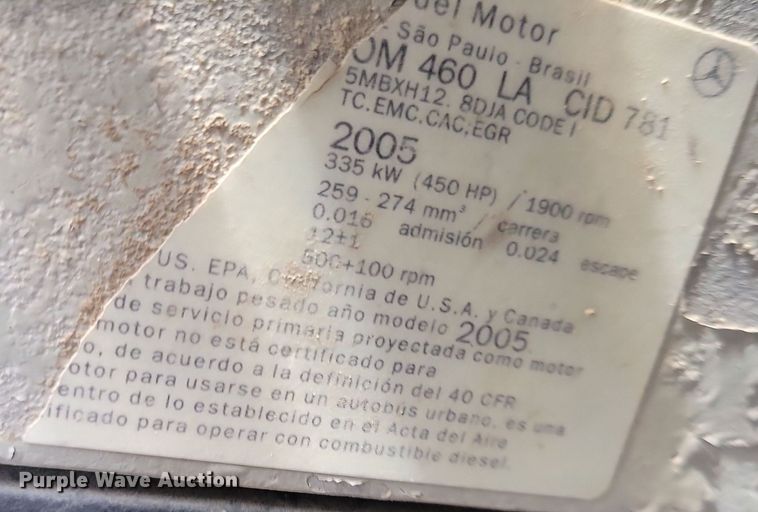 del Motor
São Paulo - Brasil
OM 460 LA CID 781
5MBXH12. 8DJA CODE I
TC.EMC.CAC.EGR
2005
335 kW (450 HP) / 1900 rpm
259 - 274 mm³ / carrera
0.016 admisión 0.024 escape
12±1
500+100 rpm
US. EPA, California de U.S.A. y Canada
trabajo pesado año modelo 2005.
de servicio primaria proyectada como motor
motor no está certificado para
o, de acuerdo a la definición del 40 CFR
otor para usarse en un autobús urbano, es una
entro de lo establecido en el Acta del Aire
ificado para operar con combustible diesel.
Purple Wave Auction